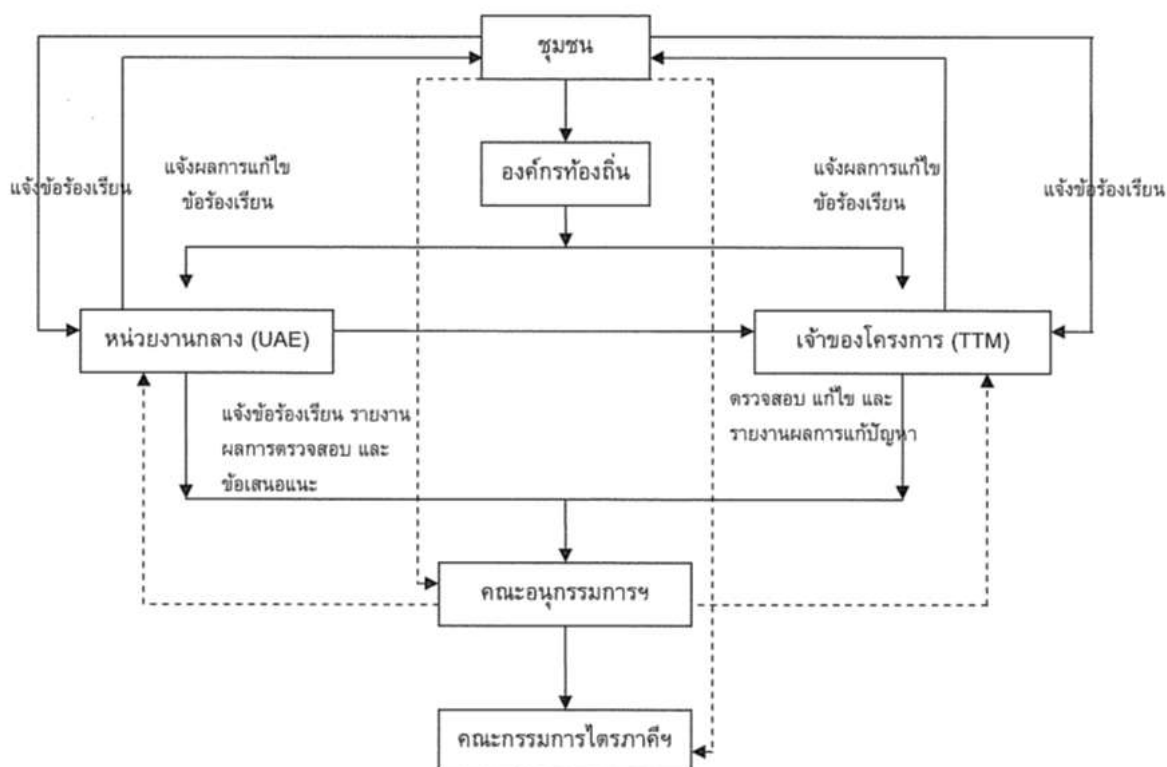 ชุมชน
องค์กรท้องถิ่น
แจ้งข้อร้องเรียน
แจ้งผลการแก้ไข
ข้อร้องเรียน
แจ้งผลการแก้ไข
ข้อร้องเรียน
แจ้งข้อร้องเรียน
หน่วยงานกลาง (UAE)
เจ้าของโครงการ (TTM)
แจ้งข้อร้องเรียน รายงาน
ผลการตรวจสอบ และ
ข้อเสนอแนะ
ตรวจสอบ แก้ไข และ
รายงานผลการแก้ปัญหา
คณะอนุกรรมการฯ
คณะกรรมการไตรภาคีฯ